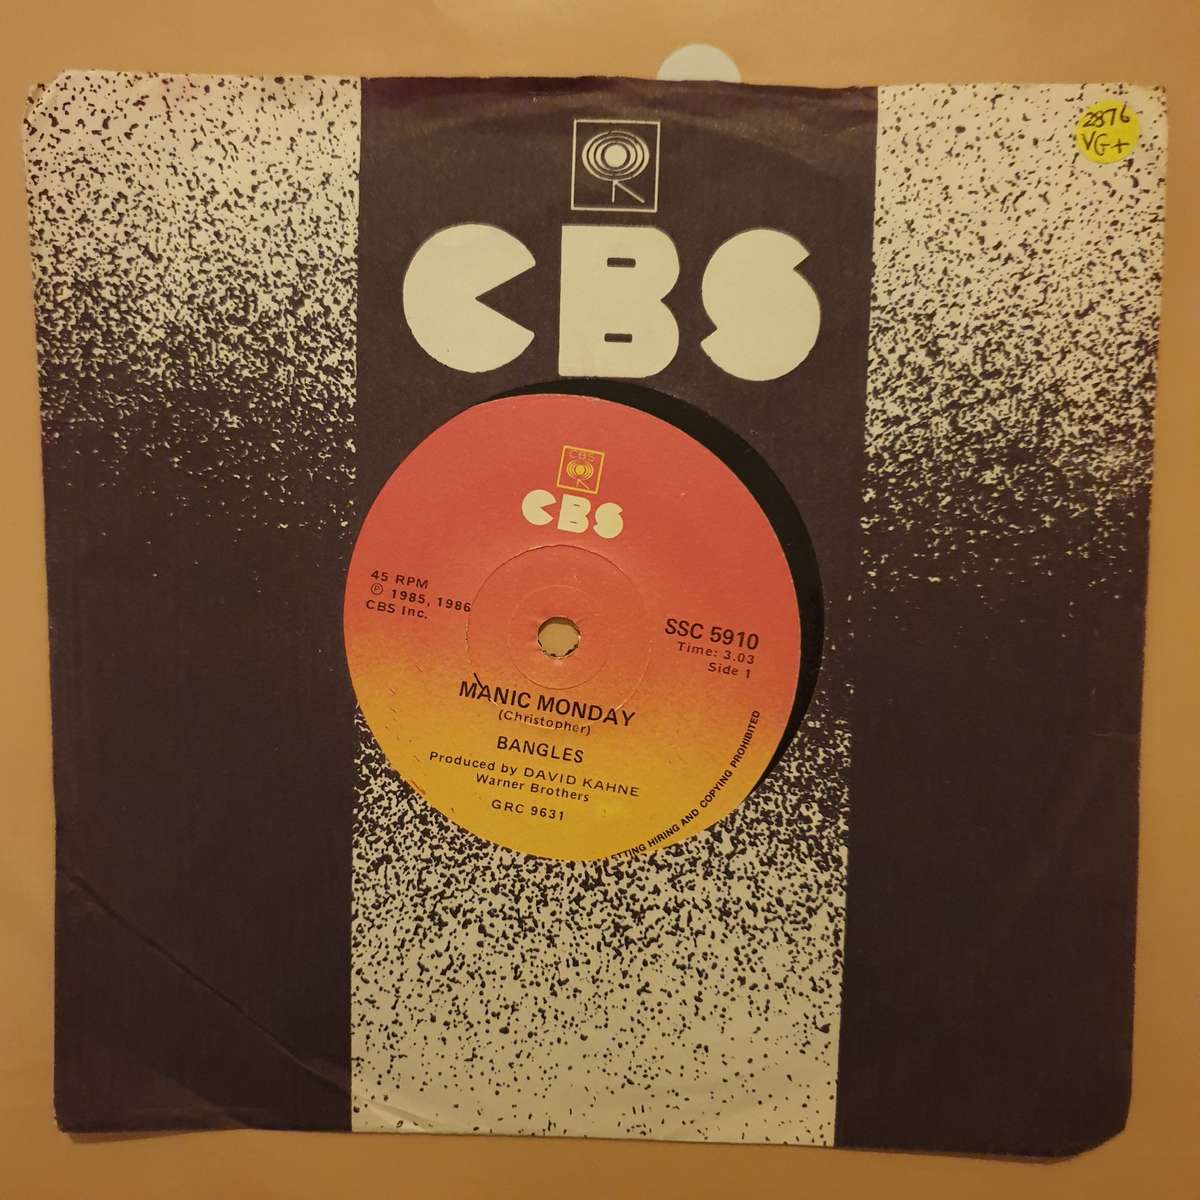 2876
VG+
CBS
CBS
CBS
45 RPM
℗ 1985, 1986
CBS Inc.
SSC 5910
Time: 3.03
Side 1
MANIC MONDAY
(Christopher)
BANGLES
Produced by DAVID KAHNE
Warner Brothers
GRC 9631
HIRING AND COPYING PROHIBITED